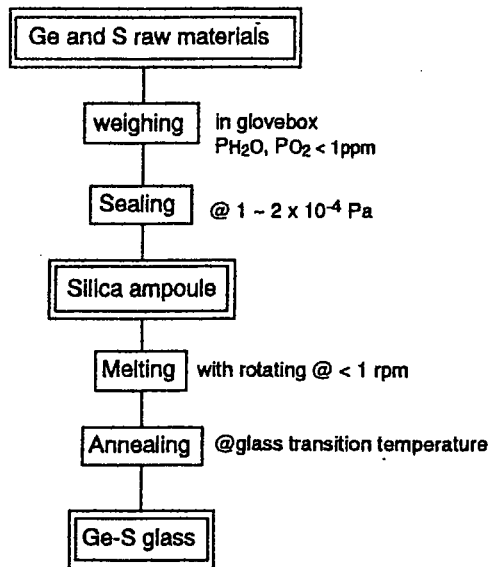 Ge and S raw materials
weighing
in glovebox
PH2O, PO2 < 1ppm
Sealing
@ 1 ~ 2 x 10-4 Pa
Silica ampoule
Melting
with rotating @ < 1 rpm
Annealing
@glass transition temperature
Ge-S glass